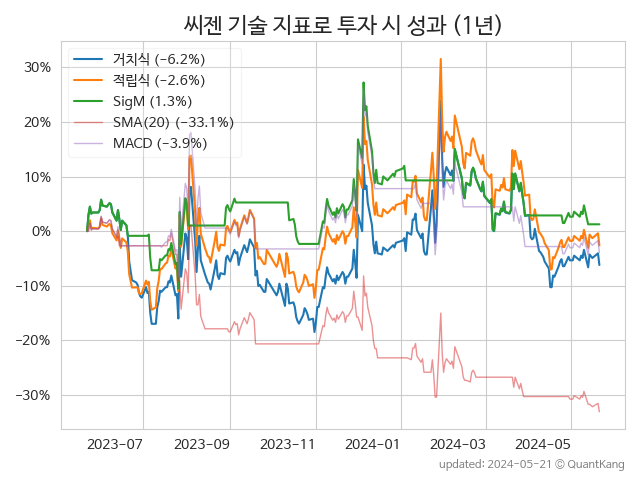 씨젠 기술 지표로 투자 시 성과 (1년)
거치식 (−6.2%)
적립식 (−2.6%)
SigM (1.3%)
SMA(20) (−33.1%)
MACD (−3.9%)
30%
20%
10%
0%
−10%
−20%
−30%
2023−07 2023−09 2023−11 2024−01 2024−03 2024−05
updated: 2024-05-21 © QuantKang